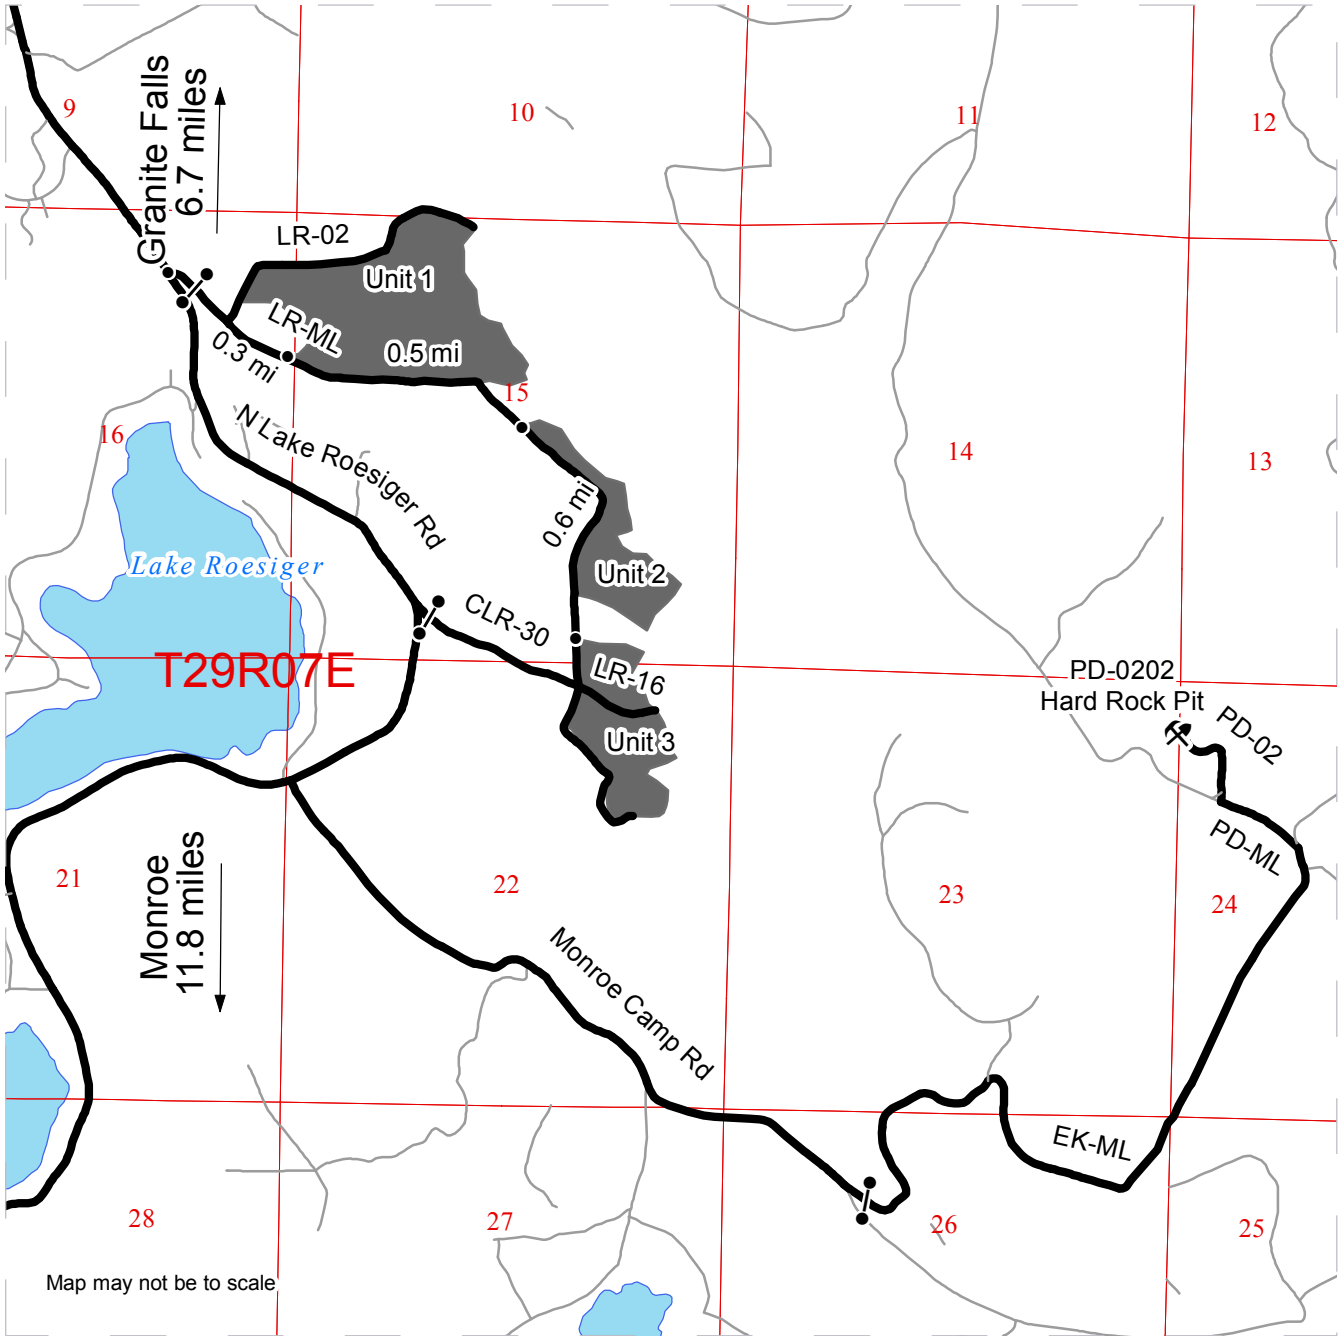 9
10
11
12
Granite Falls
6.7 miles
LR-02
Unit 1
LR-ML
0.3 mi
0.5 mi
15
16
14
13
N Lake Roesiger Rd
0.6 mi
Lake Roesiger
Unit 2
CLR-30
T29R07E
LR-16
PD-0202
Hard Rock Pit
PD-02
Unit 3
PD-ML
21
Monroe
11.8 miles
22
23
24
Monroe Camp Rd
EK-ML
28
27
26
25
Map may not be to scale